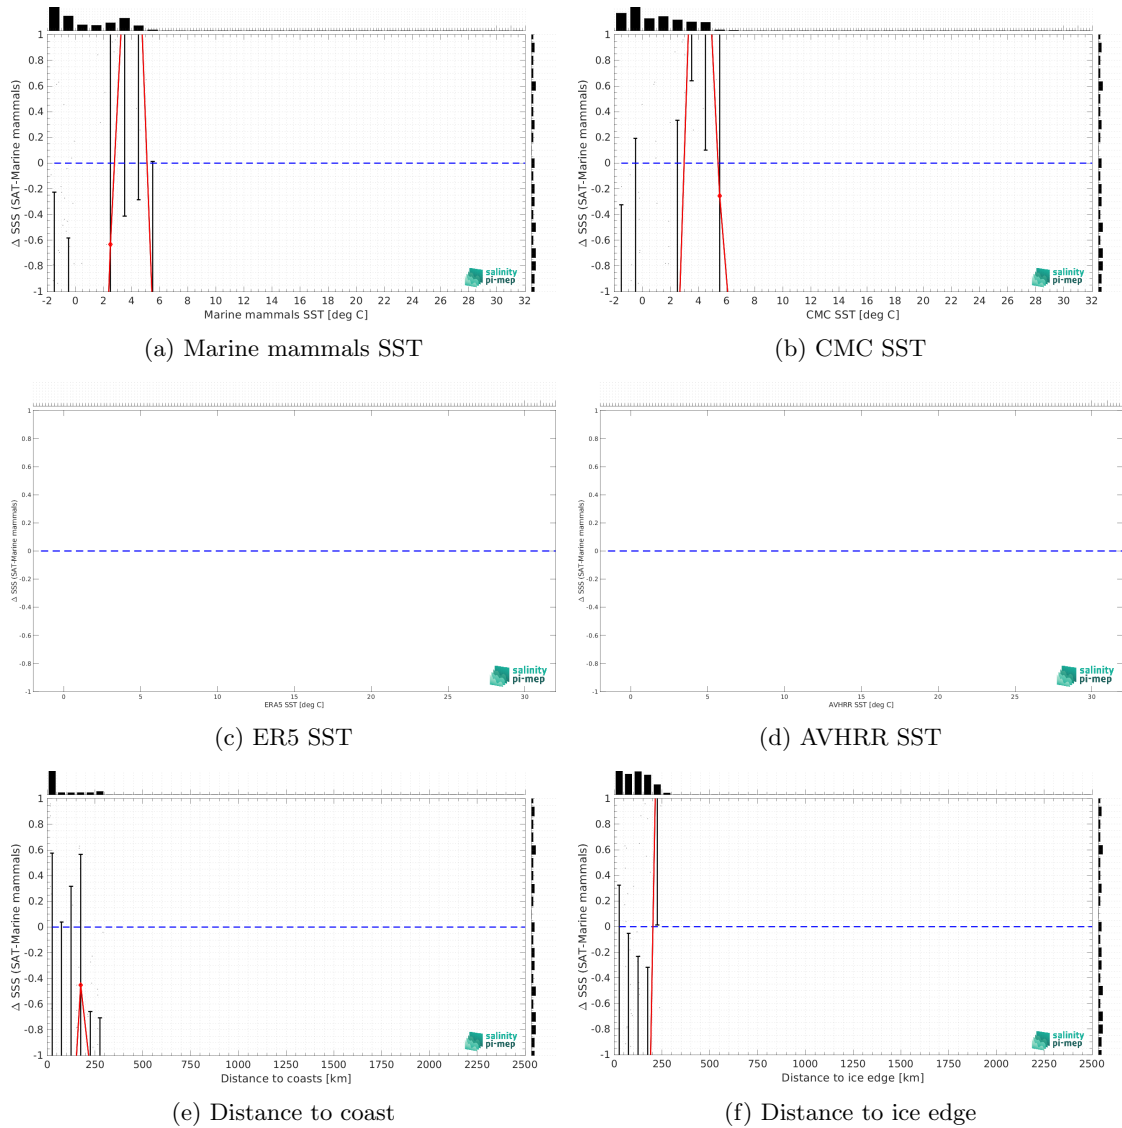 1
0.8
0.6
0.4
0.2
0
-0.2
-0.4
-0.6
-0.8
-1
Δ SSS (SAT-Marine mammals)
-2 0 2 4 6 8 10 12 14 16 18 20 22 24 26 28 30 32
Marine mammals SST [deg C]
salinity
pi-mep
(a) Marine mammals SST
1
0.8
0.6
0.4
0.2
0
-0.2
-0.4
-0.6
-0.8
-1
Δ SSS (SAT-Marine mammals)
-2 0 2 4 6 8 10 12 14 16 18 20 22 24 26 28 30 32
CMC SST [deg C]
salinity
pi-mep
(b) CMC SST
1
0.8
0.6
0.4
0.2
0
-0.2
-0.4
-0.6
-0.8
-1
Δ SSS (SAT-Marine mammals)
0 5 10 15 20 25 30
ERA5 SST [deg C]
salinity
pi-mep
(c) ER5 SST
1
0.8
0.6
0.4
0.2
0
-0.2
-0.4
-0.6
-0.8
-1
Δ SSS (SAT-Marine mammals)
0 5 10 15 20 25 30
AVHRR SST [deg C]
salinity
pi-mep
(d) AVHRR SST
1
0.8
0.6
0.4
0.2
0
-0.2
-0.4
-0.6
-0.8
-1
Δ SSS (SAT-Marine mammals)
0 250 500 750 1000 1250 1500 1750 2000 2250 2500
Distance to coasts [km]
salinity
pi-mep
(e) Distance to coast
1
0.8
0.6
0.4
0.2
0
-0.2
-0.4
-0.6
-0.8
-1
Δ SSS (SAT-Marine mammals)
0 250 500 750 1000 1250 1500 1750 2000 2250 2500
Distance to ice edge [km]
salinity
pi-mep
(f) Distance to ice edge